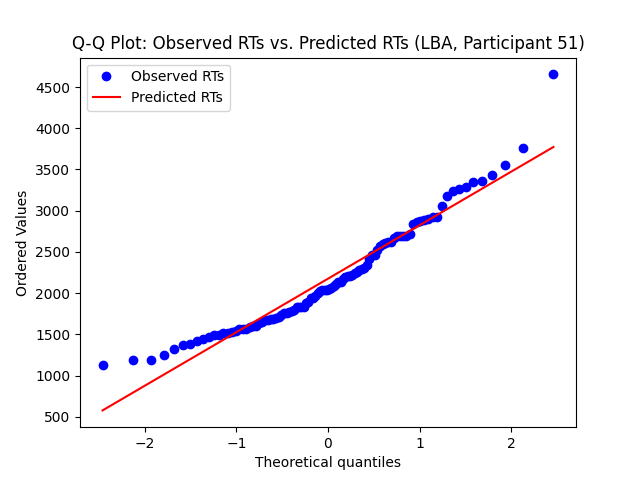 Q-Q Plot: Observed RTs vs. Predicted RTs (LBA, Participant 51)
Observed RTs
Predicted RTs
4500
4000
3500
3000
2500
2000
1500
1000
500
Ordered Values
−2
−1
0
1
2
Theoretical quantiles